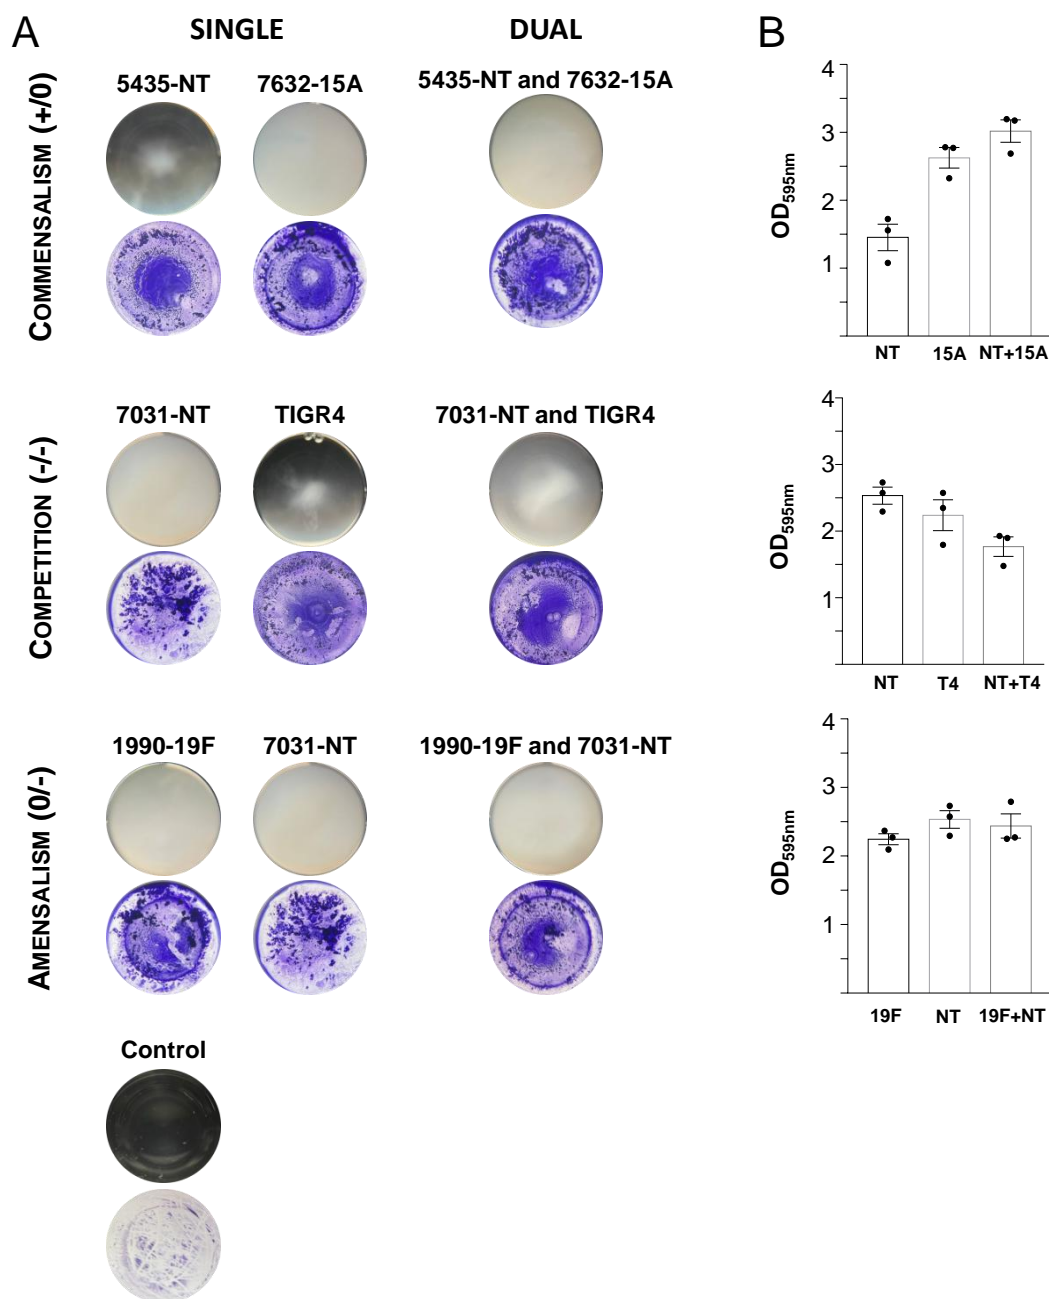 A
SINGLE
DUAL
B
COMMENSALISM (+/0)
5435-NT
7632-15A
5435-NT and 7632-15A
OD595nm
4
3
2
1
NT
15A
NT+15A
COMPETITION (-/-)
7031-NT
TIGR4
7031-NT and TIGR4
OD595nm
4
3
2
1
NT
T4
NT+T4
AMENSALISM (0/-)
1990-19F
7031-NT
1990-19F and 7031-NT
OD595nm
4
3
2
1
19F
NT
19F+NT
Control